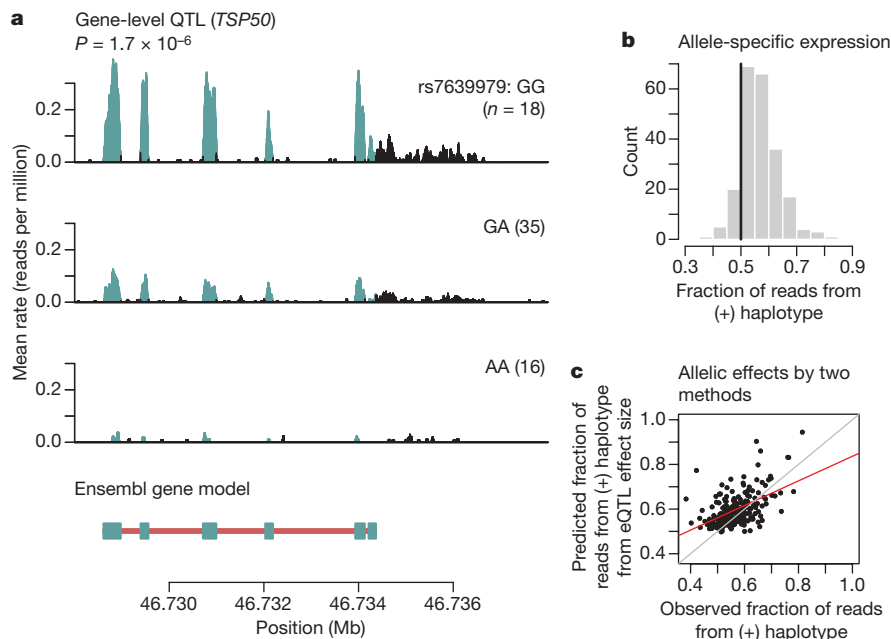 a
Gene-level QTL (TSP50)
P = 1.7 × 10–6
Mean rate (reads per million)
0.2
0.0
rs7639979: GG
(n = 18)
0.2
0.0
GA (35)
0.2
0.0
AA (16)
Ensembl gene model
46.730 46.732 46.734 46.736
Position (Mb)
b
Allele-specific expression
Count
60
40
20
0
0.3 0.5 0.7 0.9
Fraction of reads from
(+) haplotype
c
Allelic effects by two
methods
Predicted fraction of
reads from (+) haplotype
from eQTL effect size
1.0
0.8
0.6
0.4
0.4 0.6 0.8 1.0
Observed fraction of reads
from (+) haplotype